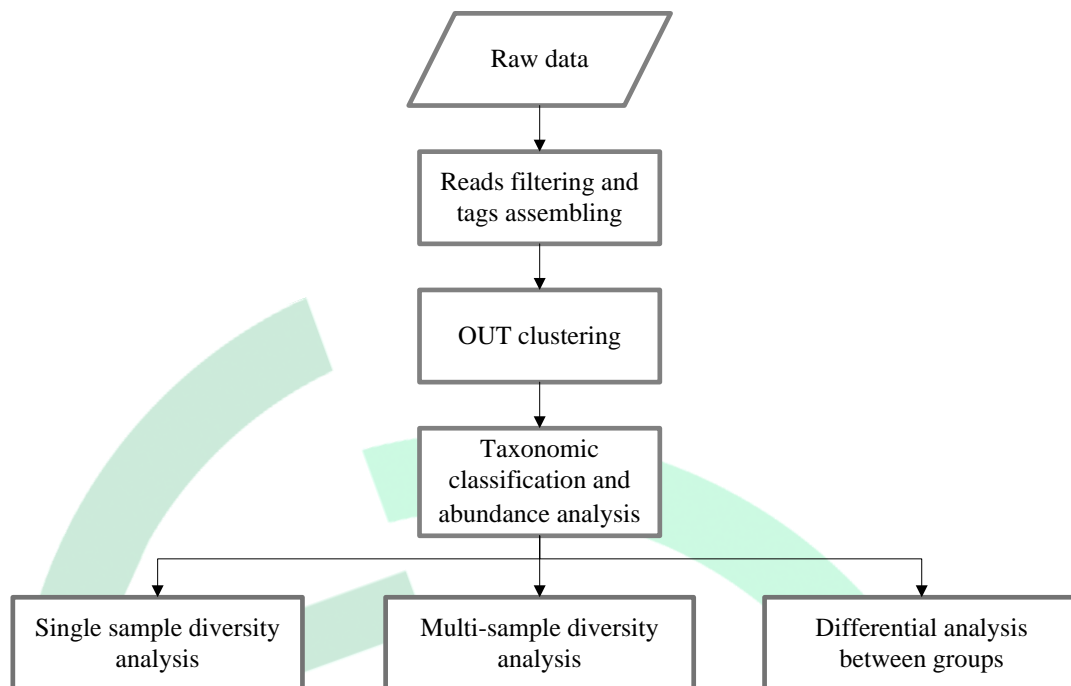 Raw data
Reads filtering and
tags assembling
OUT clustering
Taxonomic
classification and
abundance analysis
Single sample diversity
analysis
Multi-sample diversity
analysis
Differential analysis
between groups